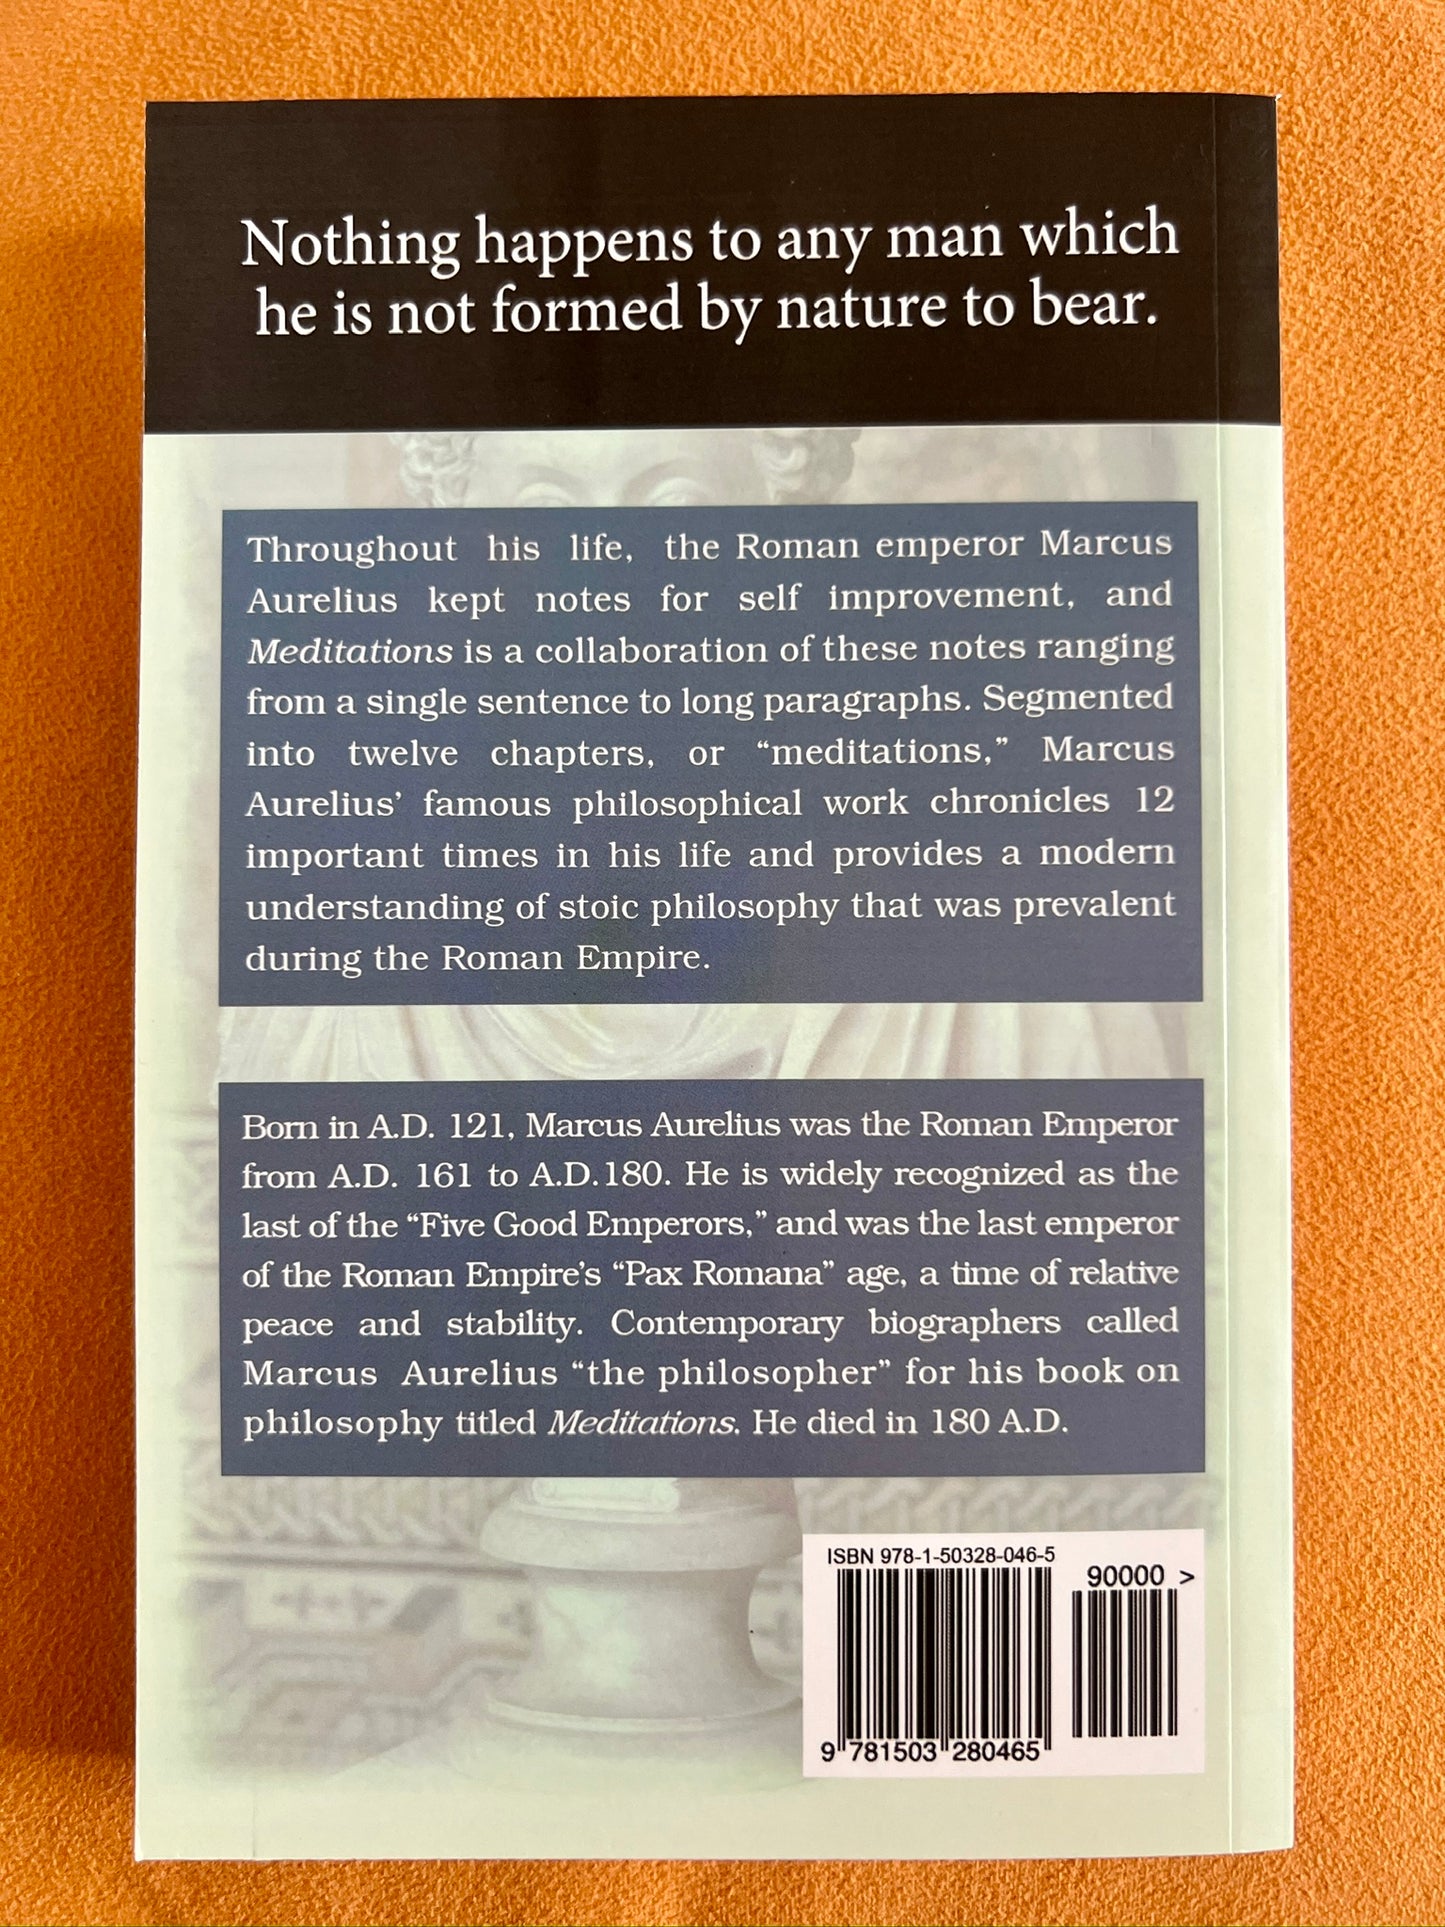 Nothing happens to any man which
he is not formed by nature to bear.
Throughout his life, the Roman emperor Marcus
Aurelius kept notes for self improvement, and
Meditations is a collaboration of these notes ranging
from a single sentence to long paragraphs. Segmented
into twelve chapters, or “meditations,” Marcus
Aurelius’ famous philosophical work chronicles 12
important times in his life and provides a modern
understanding of stoic philosophy that was prevalent
during the Roman Empire.
Born in A.D. 121, Marcus Aurelius was the Roman Emperor
from A.D. 161 to A.D.180. He is widely recognized as the
last of the “Five Good Emperors,” and was the last emperor
of the Roman Empire’s “Pax Romana” age, a time of relative
peace and stability. Contemporary biographers called
Marcus Aurelius “the philosopher” for his book on
philosophy titled Meditations. He died in 180 A.D.
ISBN 978-1-50328-046-5
90000 >
9 781503 280465